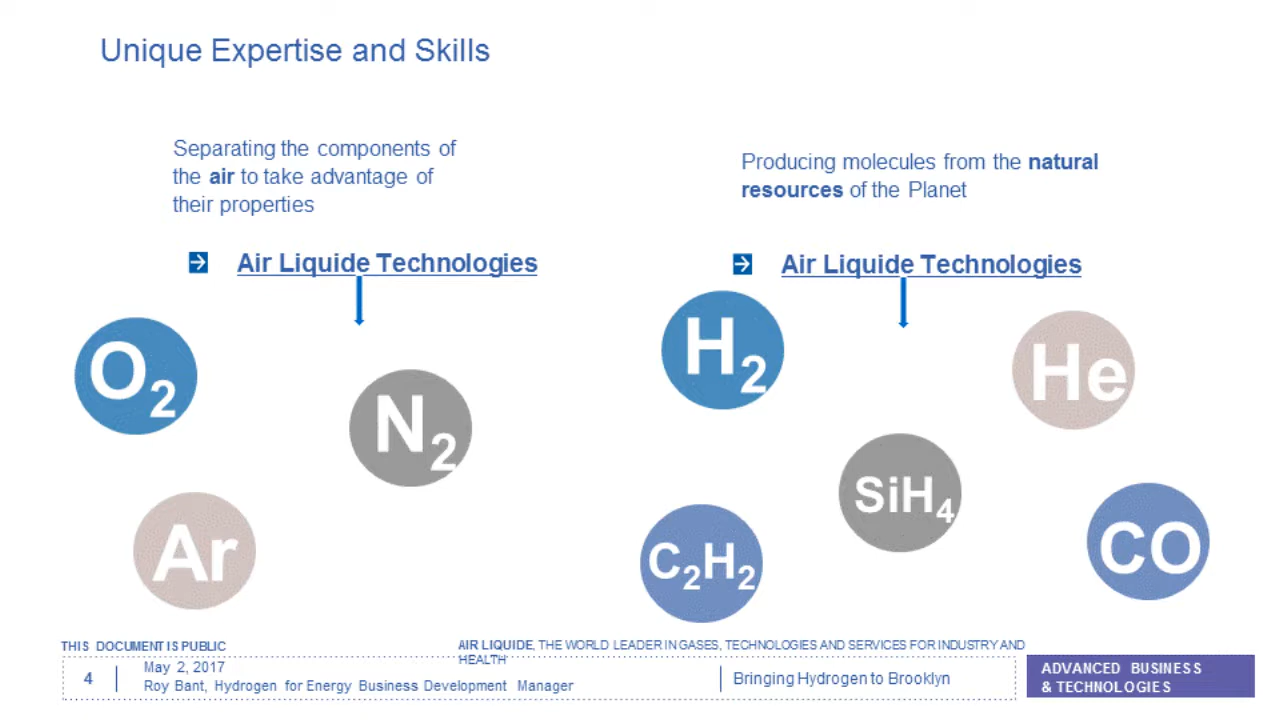 Unique Expertise and Skills
Separating the components of
the air to take advantage of
their properties
Air Liquide Technologies
O2
N2
Ar
Producing molecules from the natural
resources of the Planet
Air Liquide Technologies
H2
He
SiH4
C2H2
CO
THIS DOCUMENT IS PUBLIC
AIR LIQUIDE, THE WORLD LEADER IN GASES, TECHNOLOGIES AND SERVICES FOR INDUSTRY AND
HEALTH
4
May 2, 2017
Roy Bant, Hydrogen for Energy Business Development Manager
Bringing Hydrogen to Brooklyn
ADVANCED BUSINESS
& TECHNOLOGIES